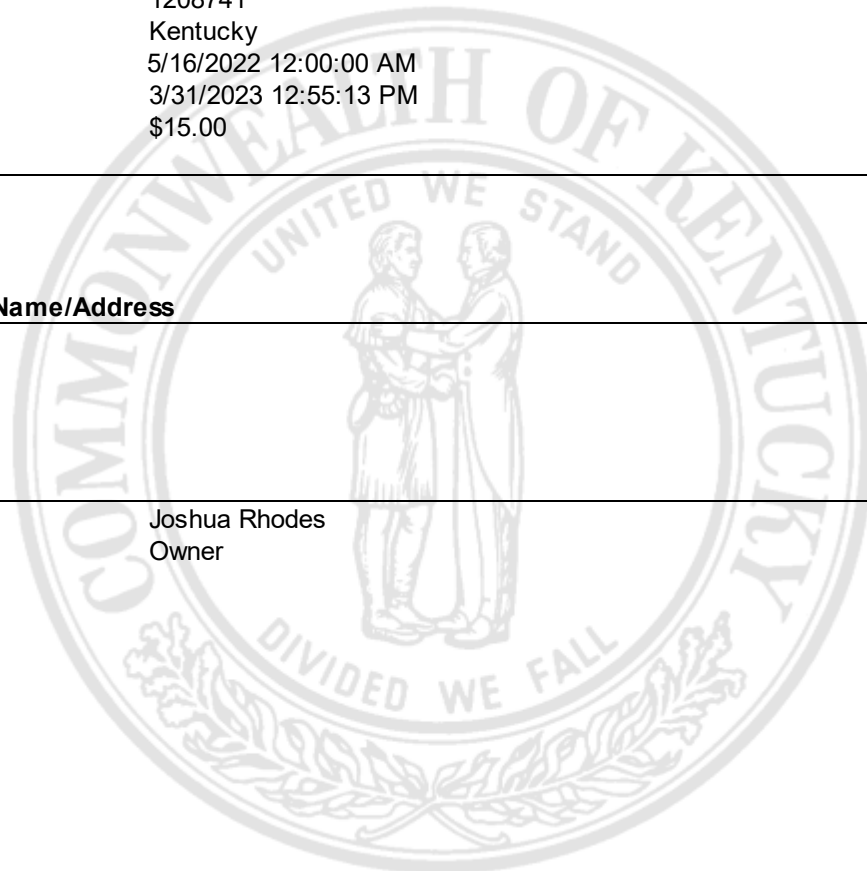 1208741
Kentucky
5/16/2022 12:00:00 AM
3/31/2023 12:55:13 PM
$15.00
Name/Address
Joshua Rhodes
Owner
COMMONWEALTH OF KENTUCKY
UNITED WE STAND
DIVIDED WE FALL